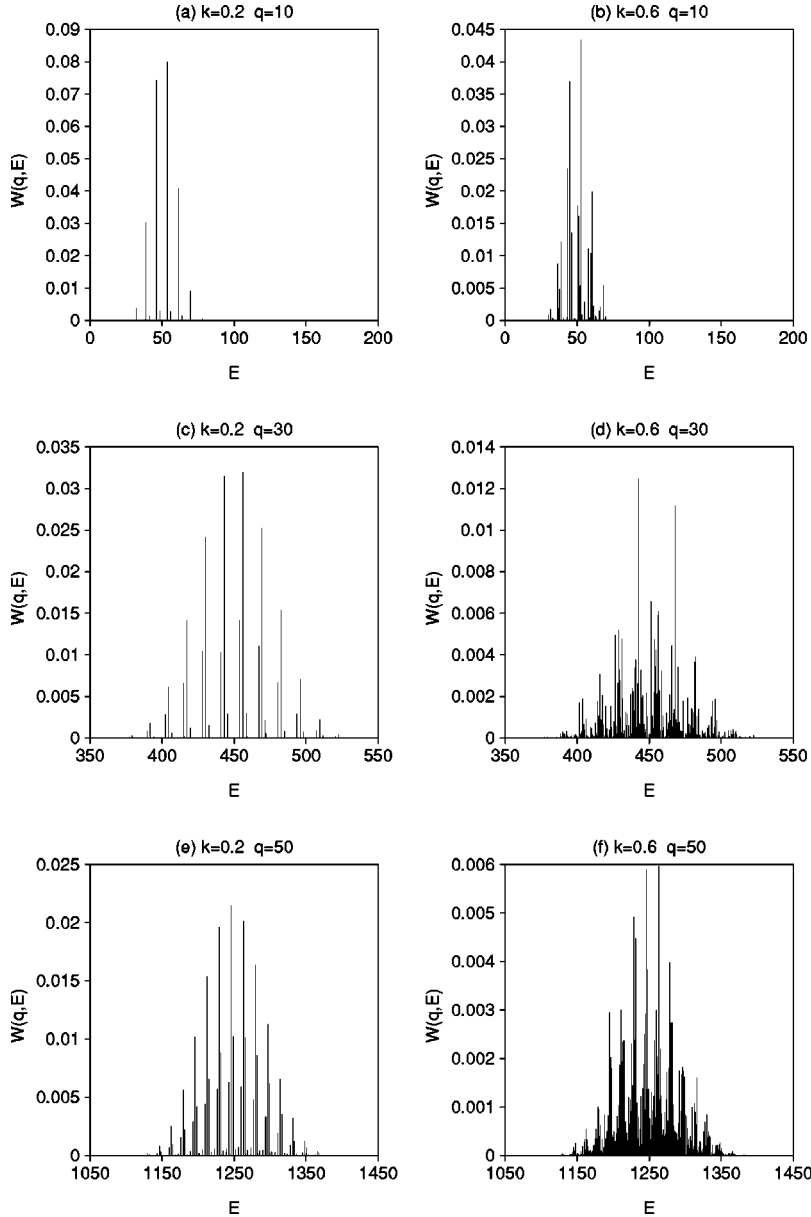 (a) k=0.2 q=10
0.09
0.08
0.07
0.06
0.05
0.04
0.03
0.02
0.01
0
W(q,E)
0 50 100 150 200
E
(b) k=0.6 q=10
0.045
0.04
0.035
0.03
0.025
0.02
0.015
0.01
0.005
0
W(q,E)
0 50 100 150 200
E
(c) k=0.2 q=30
0.035
0.03
0.025
0.02
0.015
0.01
0.005
0
W(q,E)
350 400 450 500 550
E
(d) k=0.6 q=30
0.014
0.012
0.01
0.008
0.006
0.004
0.002
0
W(q,E)
350 400 450 500 550
E
(e) k=0.2 q=50
0.025
0.02
0.015
0.01
0.005
0
W(q,E)
1050 1150 1250 1350 1450
E
(f) k=0.6 q=50
0.006
0.005
0.004
0.003
0.002
0.001
0
W(q,E)
1050 1150 1250 1350 1450
E